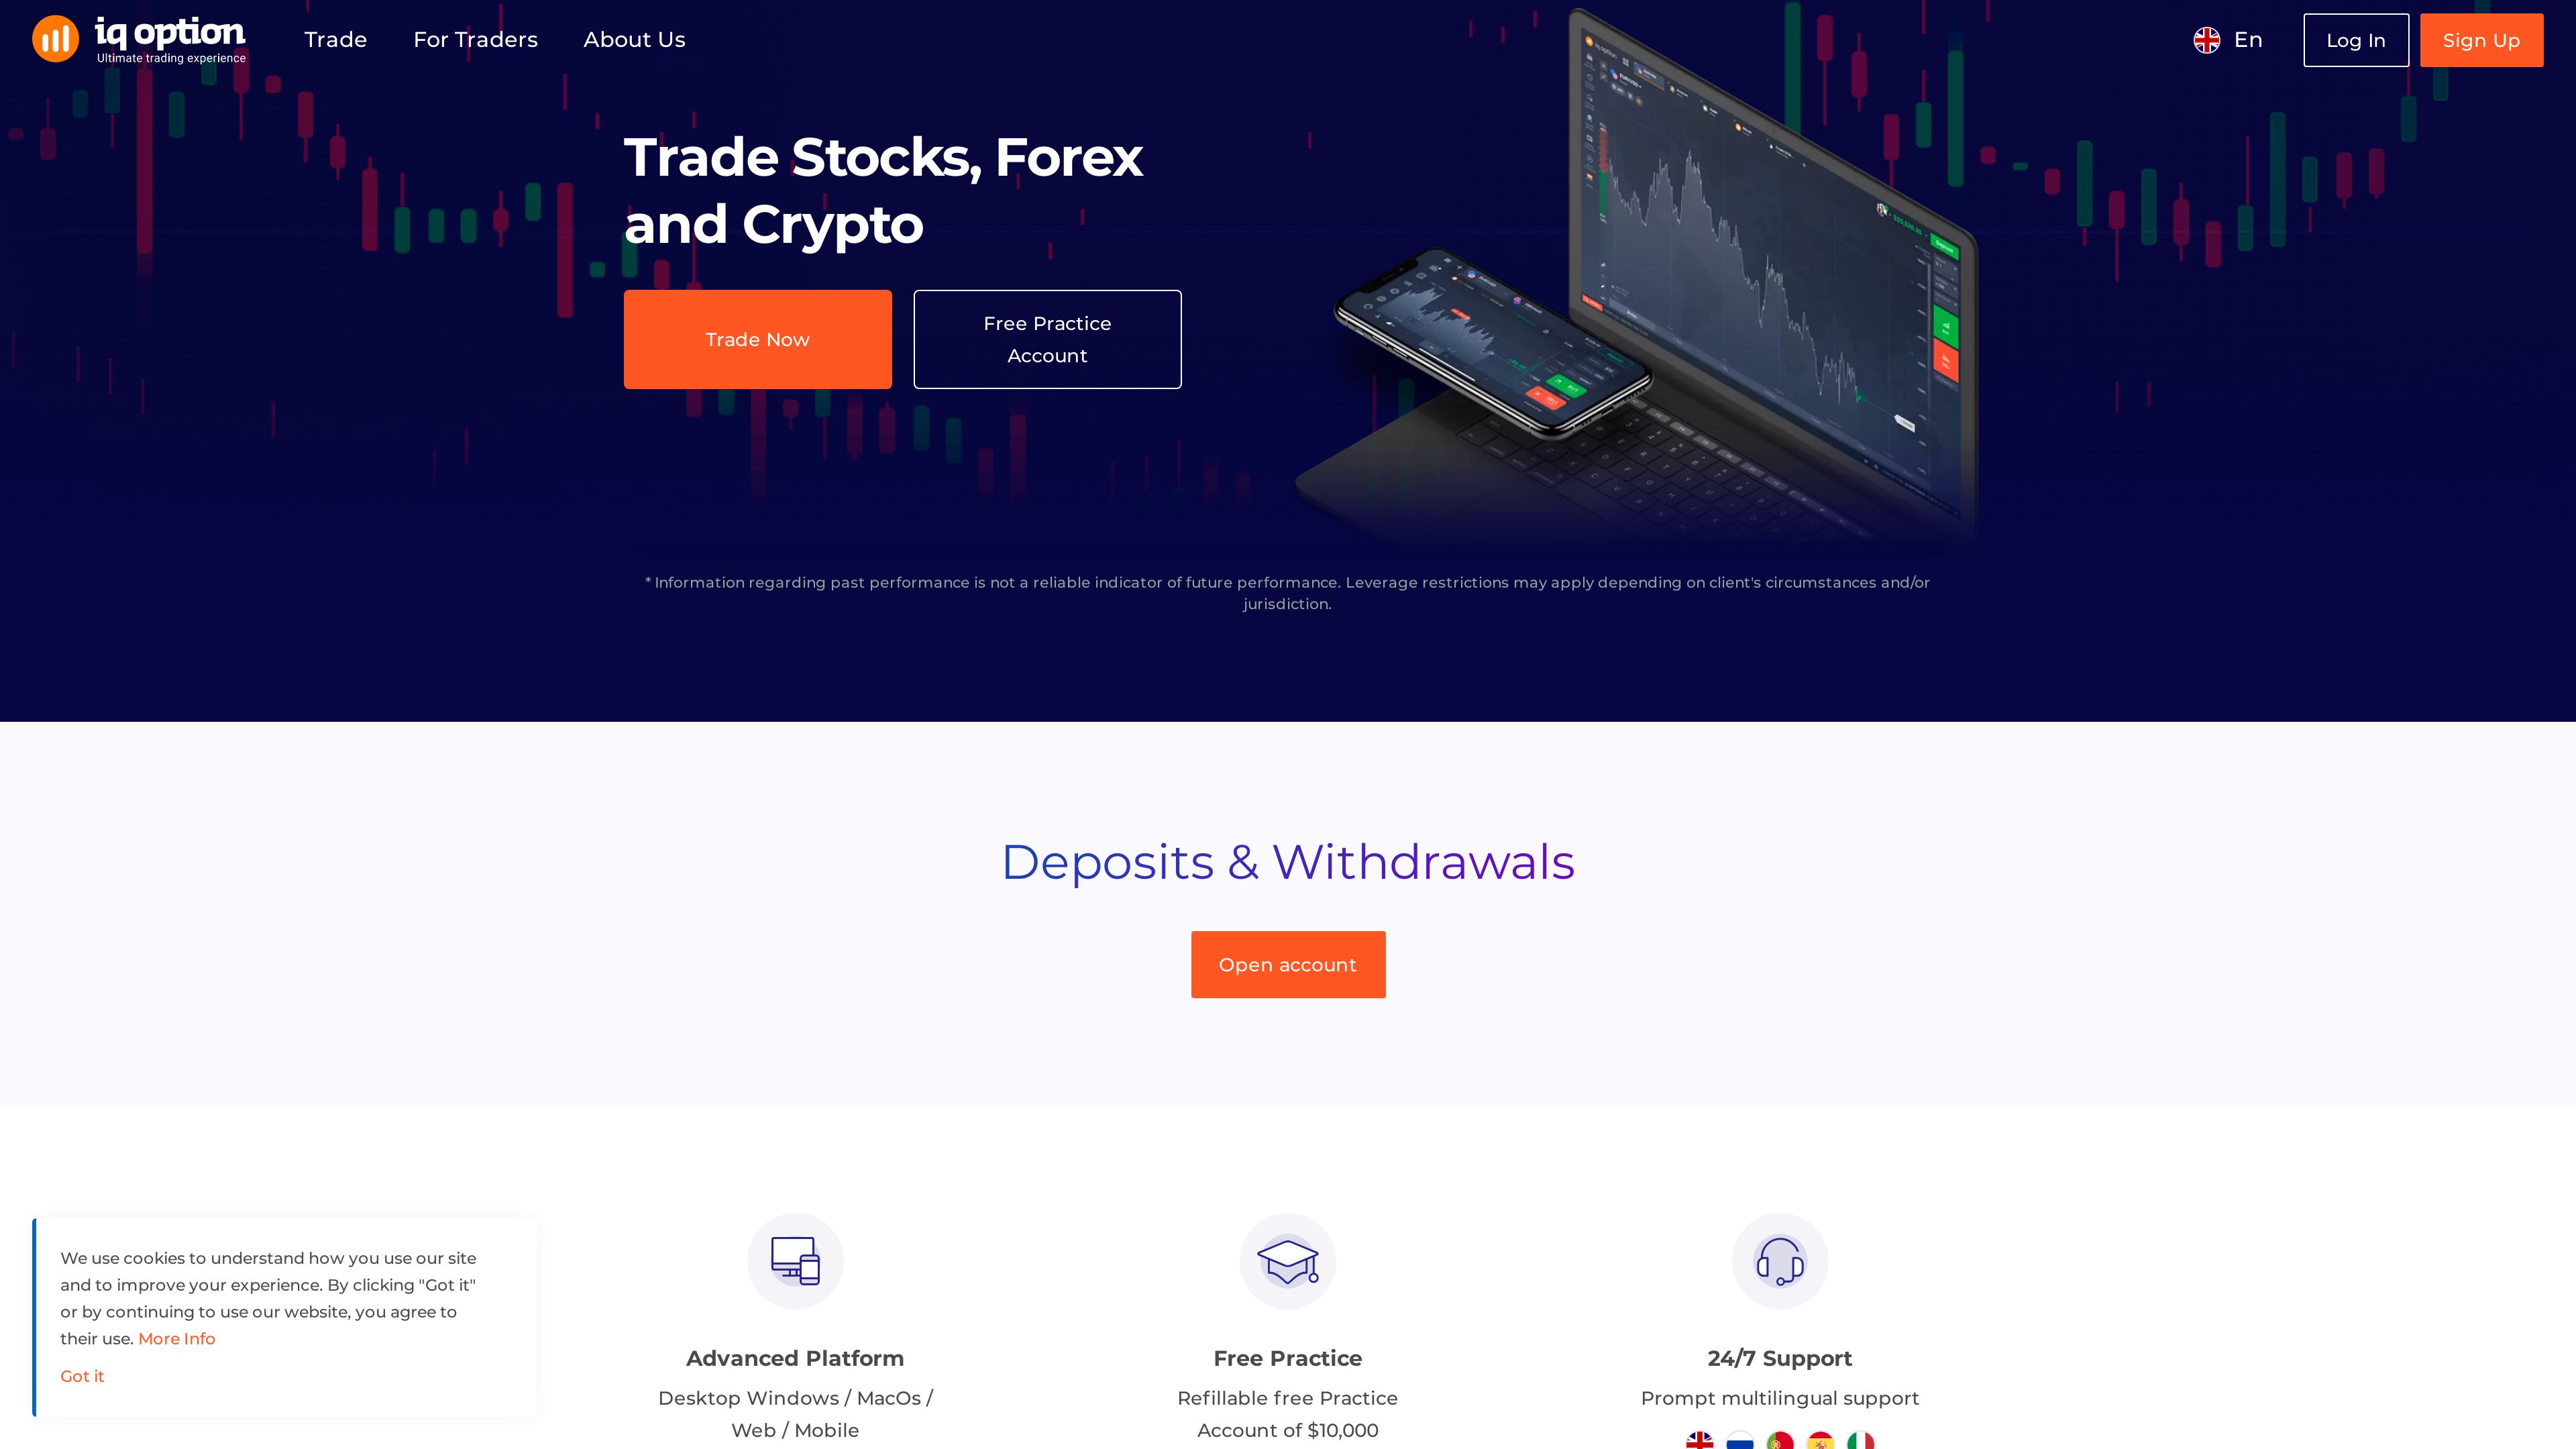 iq option
Ultimate trading experience
Trade
For Traders
About Us
En
Log In
Sign Up
Trade Stocks, Forex
and Crypto
Trade Now
Free Practice
Account
* Information regarding past performance is not a reliable indicator of future performance. Leverage restrictions may apply depending on client's circumstances and/or
jurisdiction.
Deposits & Withdrawals
Open account
We use cookies to understand how you use our site
and to improve your experience. By clicking "Got it"
or by continuing to use our website, you agree to
their use. More Info
Got it
Advanced Platform
Desktop Windows / MacOs /
Web / Mobile
Free Practice
Refillable free Practice
Account of $10,000
24/7 Support
Prompt multilingual support